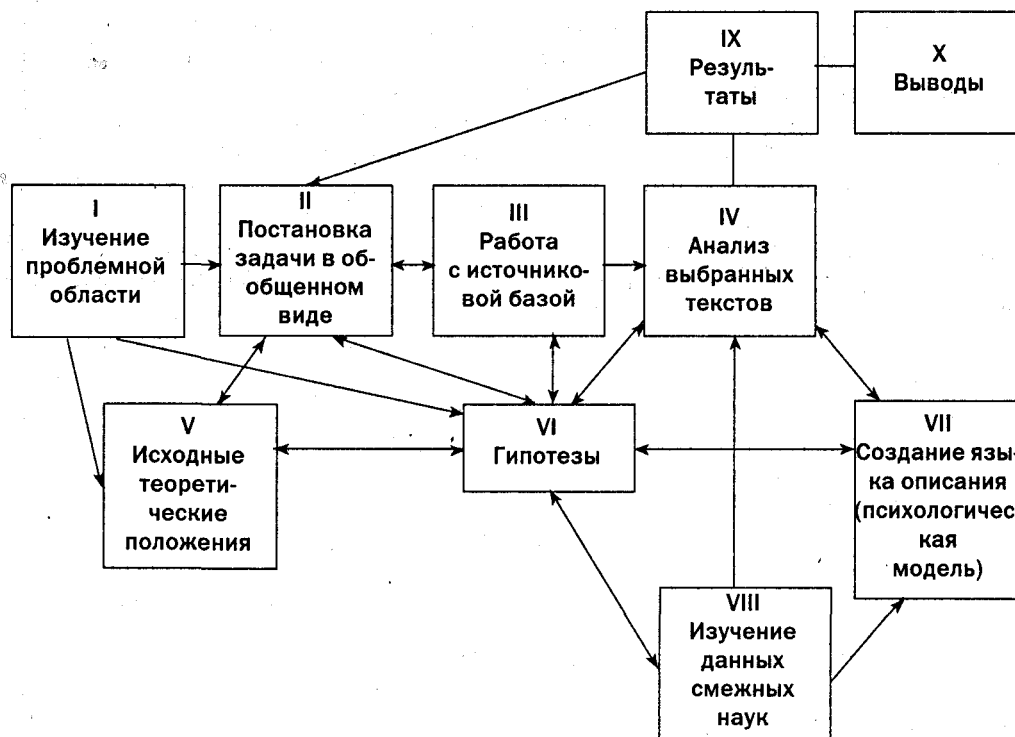 IX
Резуль-
таты
X
Выводы
I
Изучение
проблемной
области
II
Постановка
задачи в об-
общенном
виде
III
Работа
с источнико-
вой базой
IV
Анализ
выбранных
текстов
V
Исходные
теорети-
ческие
положения
VI
Гипотезы
VII
Создание язы-
ка описания
(психологичес
кая
модель)
VIII
Изучение
данных
смежных
наук